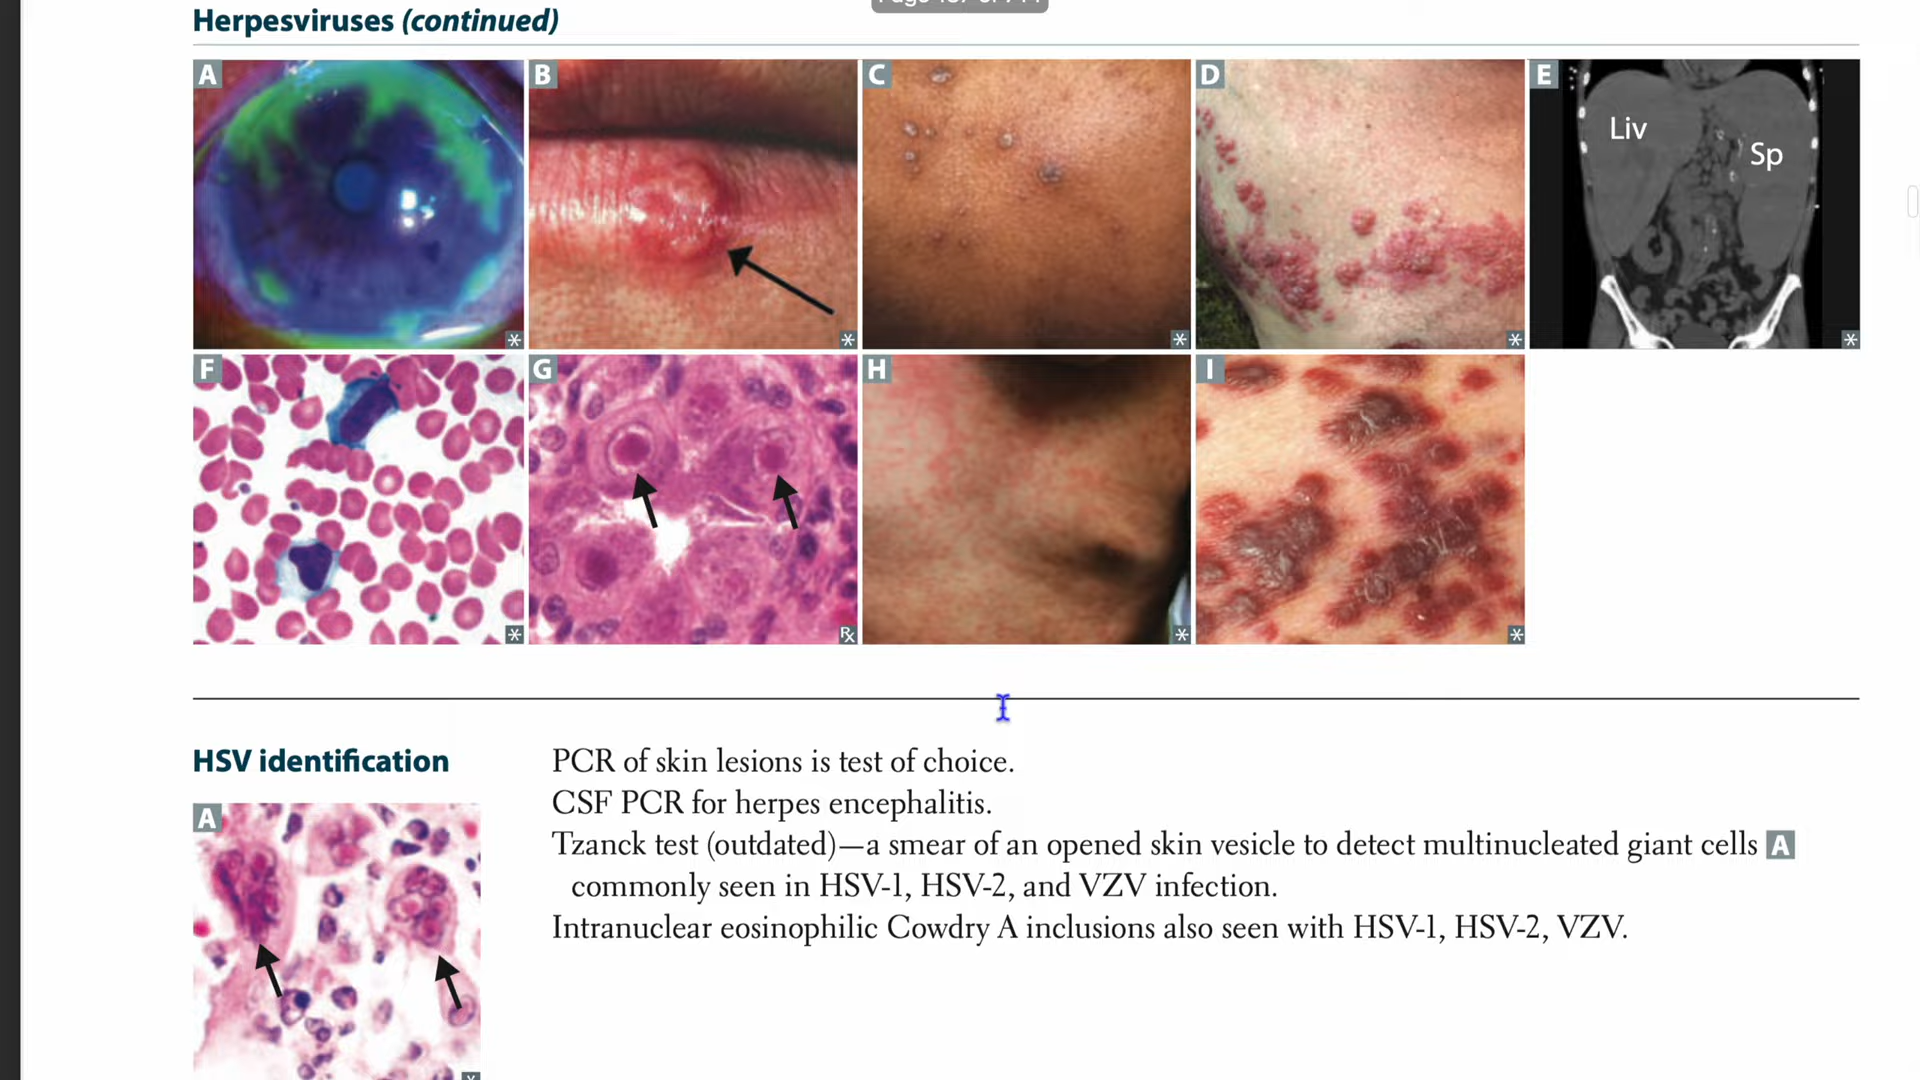 Herpesviruses (continued)
A
B
C
D
E
Liv
Sp
F
G
H
I
HSV identification
PCR of skin lesions is test of choice.
CSF PCR for herpes encephalitis.
Tzanck test (outdated)—a smear of an opened skin vesicle to detect multinucleated giant cells A
commonly seen in HSV-1, HSV-2, and VZV infection.
Intranuclear eosinophilic Cowdry A inclusions also seen with HSV-1, HSV-2, VZV.
A